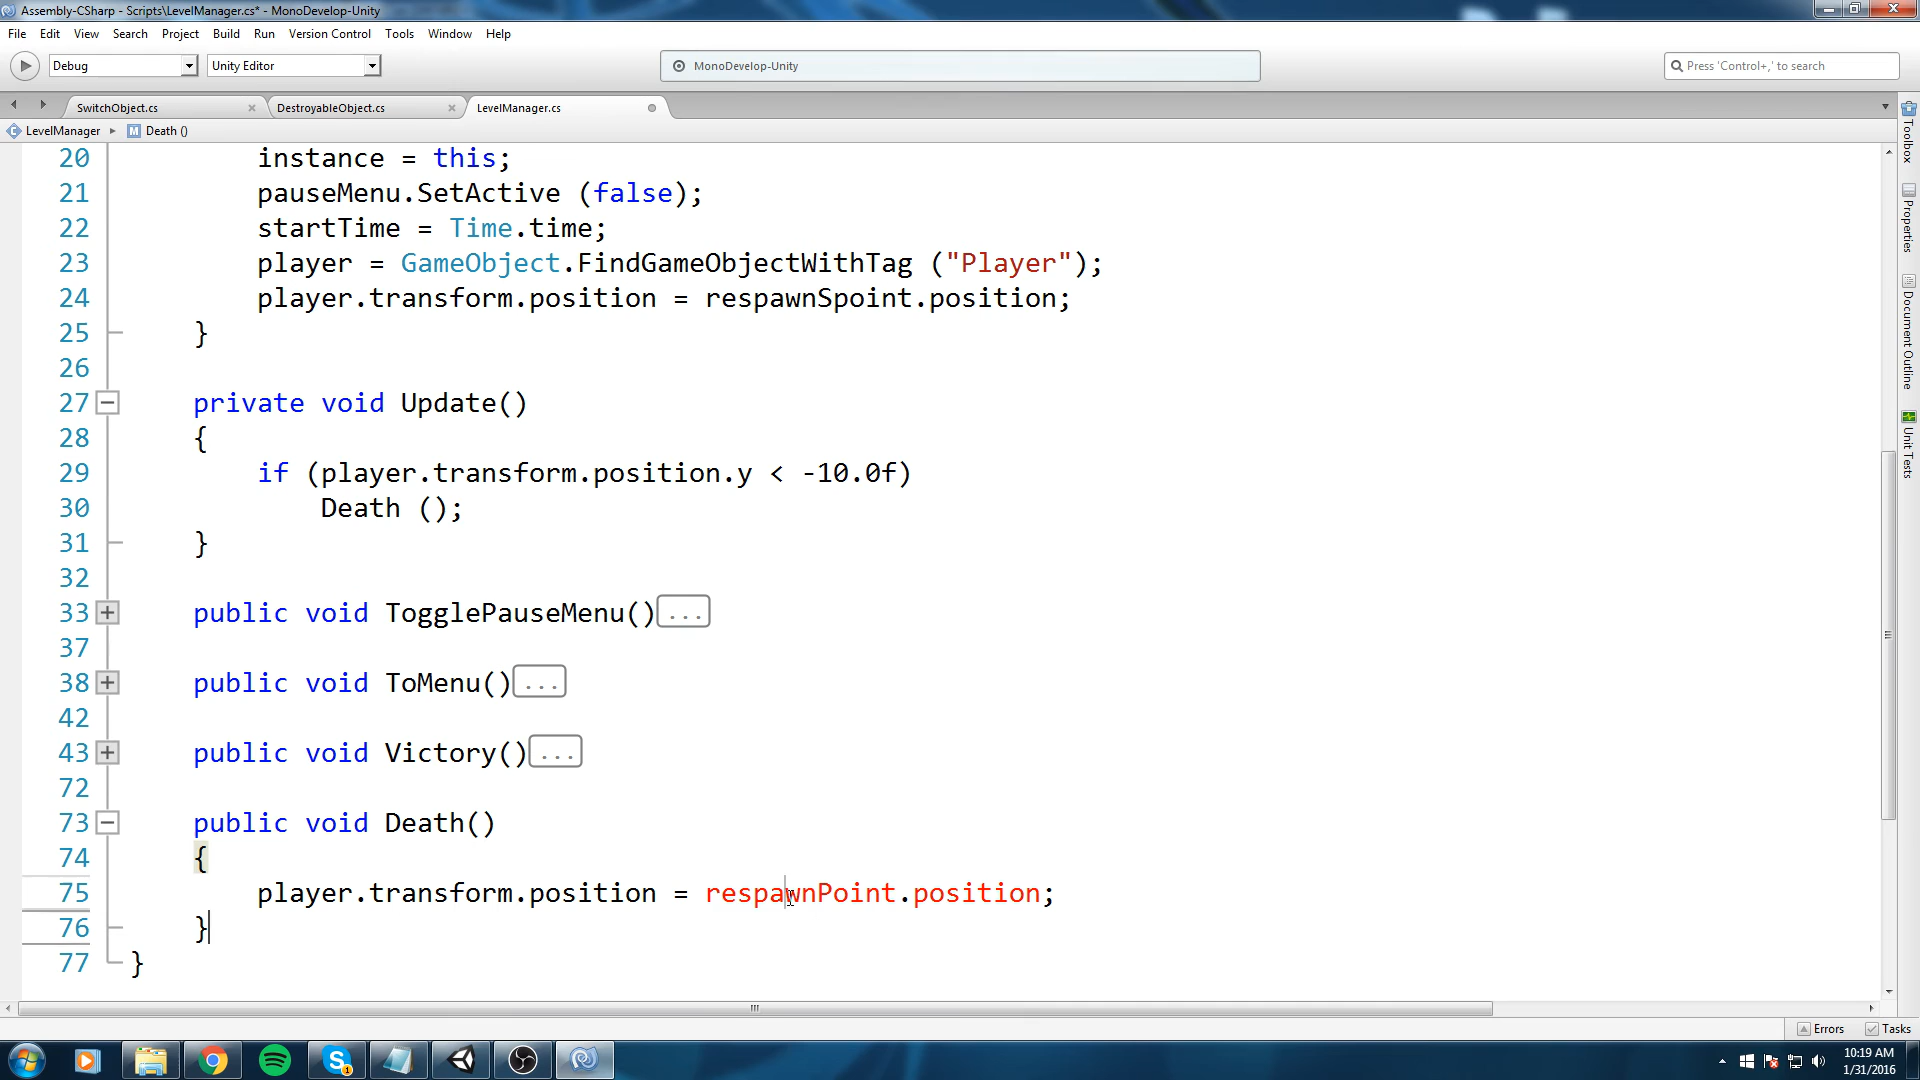 Assembly-CSharp - Scripts\LevelManager.cs* - MonoDevelop-Unity
File Edit View Search Project Build Run Version Control Tools Window Help
Debug Unity Editor MonoDevelop-Unity Press 'Control+,' to search
SwitchObject.cs DestroyableObject.cs LevelManager.cs
LevelManager Death ()
20 instance = this;
21 pauseMenu.SetActive (false);
22 startTime = Time.time;
23 player = GameObject.FindGameObjectWithTag ("Player");
24 player.transform.position = respawnSpoint.position;
25 }
26
27 private void Update()
28 {
29 if (player.transform.position.y < -10.0f)
30 Death ();
31 }
32
33 public void TogglePauseMenu()...
37
38 public void ToMenu()...
42
43 public void Victory()...
72
73 public void Death()
74 {
75 player.transform.position = respawnPoint.position;
76 }
77 }
Toolbox
Properties
Document Outline
Unit Tests
Errors Tasks
10:19 AM
1/31/2016